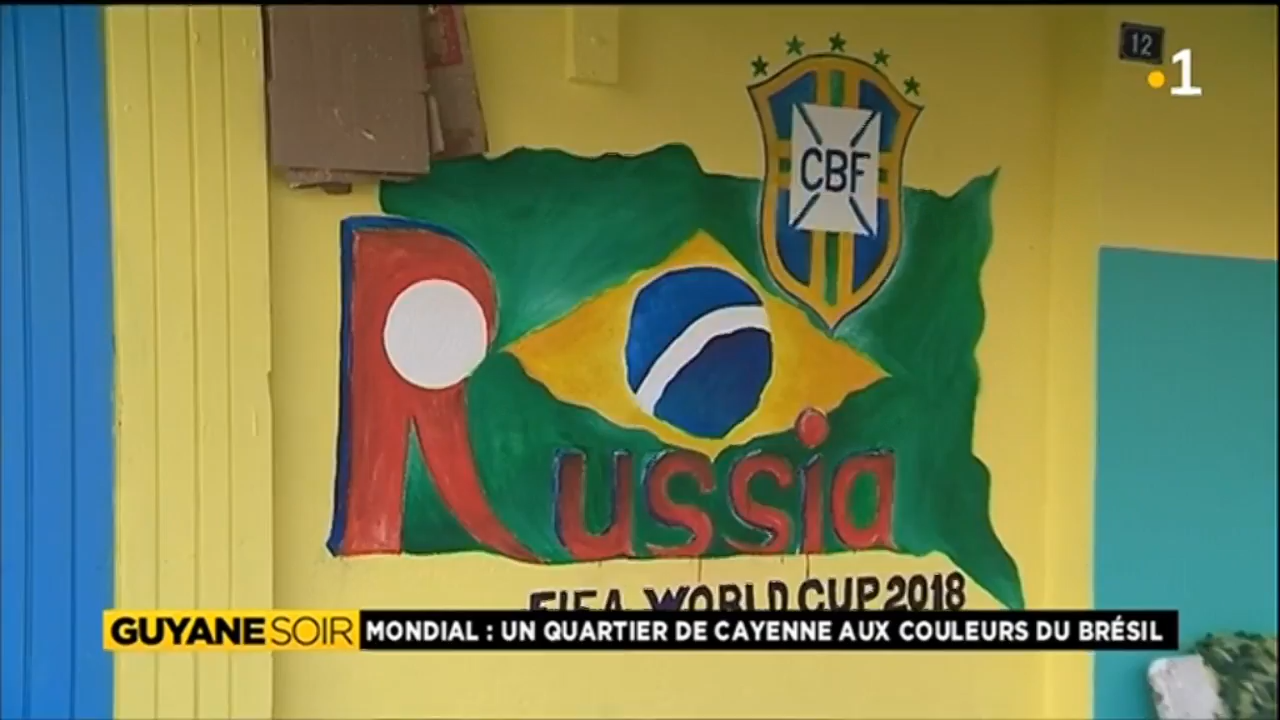 12
1
CBF
Russia
FIFA WORLD CUP 2018
GUYANE SOIR MONDIAL : UN QUARTIER DE CAYENNE AUX COULEURS DU BRÉSIL